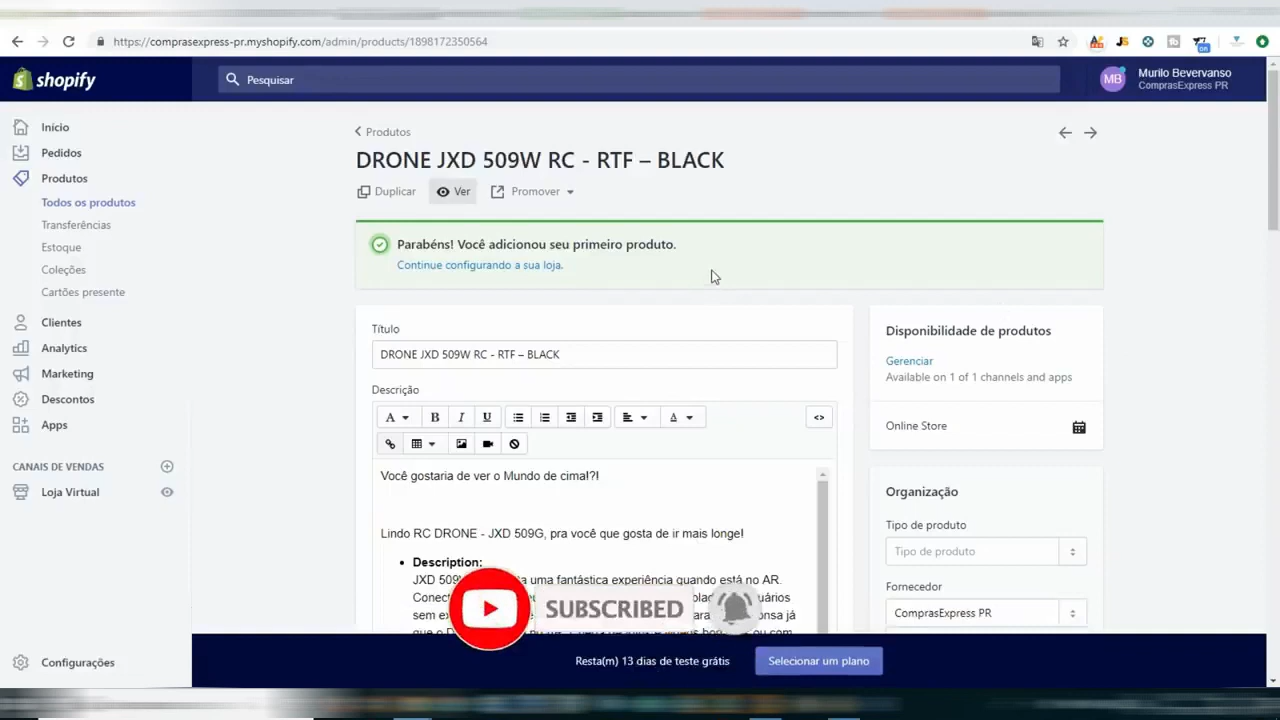 https://comprasexpress-pr.myshopify.com/admin/products/1898172350564
JS
on
shopify
Pesquisar
MB
Murilo Bevervanso
ComprasExpress PR
Início
Pedidos
Produtos
Todos os produtos
Transferências
Estoque
Coleções
Cartões presente
Clientes
Analytics
Marketing
Descontos
Apps
CANAIS DE VENDAS
Loja Virtual
Configurações
Produtos
DRONE JXD 509W RC - RTF – BLACK
Duplicar
Ver
Promover
Parabéns! Você adicionou seu primeiro produto.
Continue configurando a sua loja.
Título
DRONE JXD 509W RC - RTF – BLACK
Descrição
A
B
I
U
A
<>
Você gostaria de ver o Mundo de cima!?!
Lindo RC DRONE - JXD 509G, pra você que gosta de ir mais longe!
Description:
JXD 509 uma fantástica experiência quando está no AR.
SUBSCRIBED
Disponibilidade de produtos
Gerenciar
Available on 1 of 1 channels and apps
Online Store
Organização
Tipo de produto
Tipo de produto
Fornecedor
ComprasExpress PR
Resta(m) 13 dias de teste grátis
Selecionar um plano